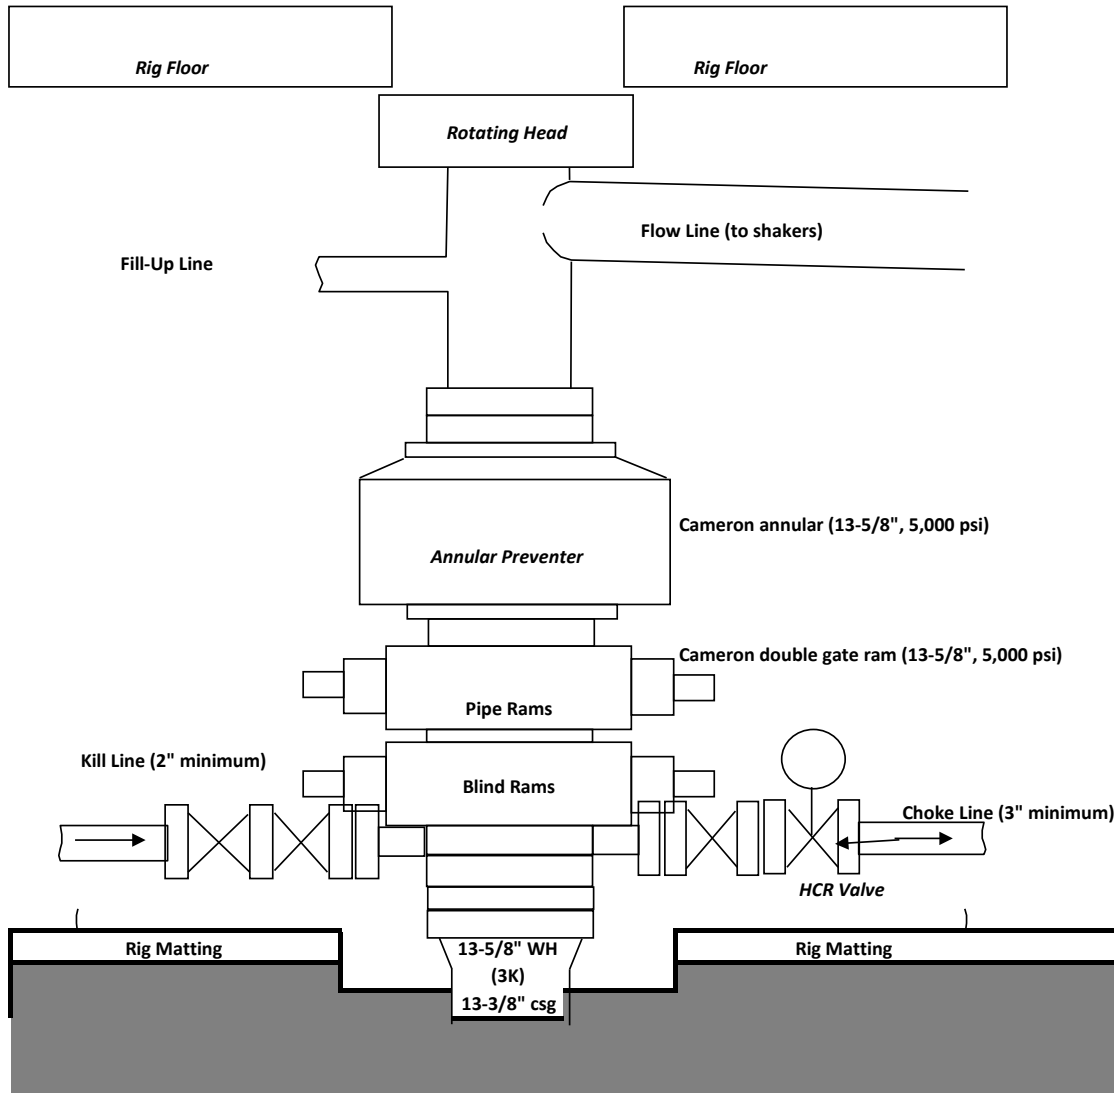 Rig Floor
Rig Floor
Rotating Head
Flow Line (to shakers)
Fill-Up Line
Cameron annular (13-5/8", 5,000 psi)
Annular Preventer
Cameron double gate ram (13-5/8", 5,000 psi)
Pipe Rams
Kill Line (2" minimum)
Blind Rams
Choke Line (3" minimum)
HCR Valve
Rig Matting
13-5/8" WH
(3K)
13-3/8" csg
Rig Matting